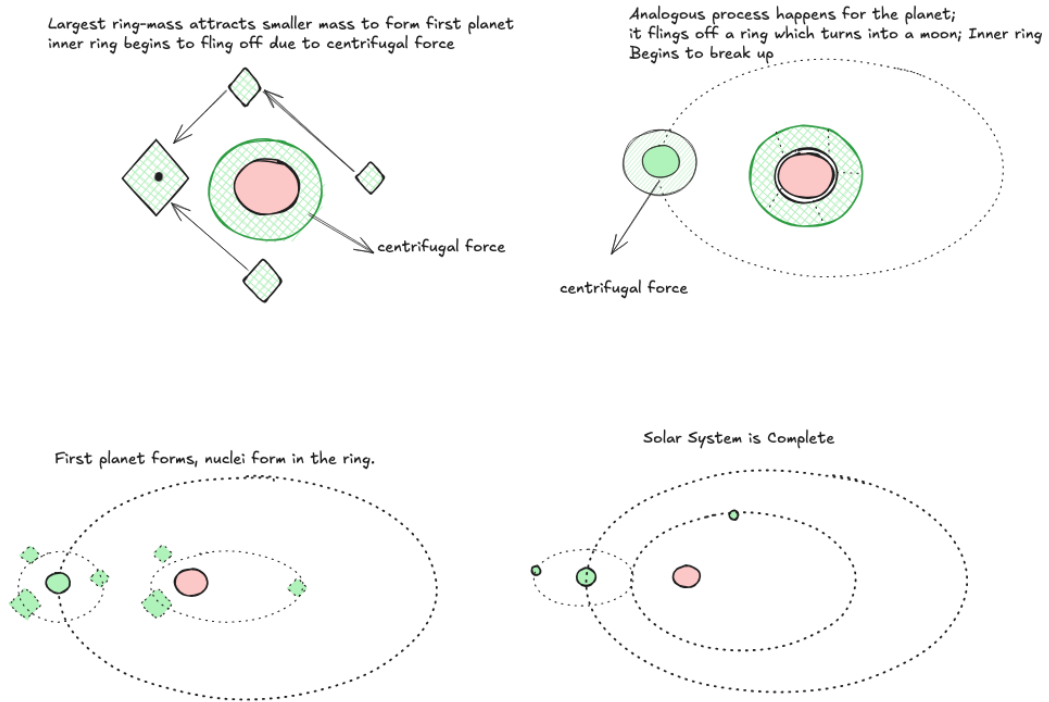 Largest ring-mass attracts smaller mass to form first planet
inner ring begins to fling off due to centrifugal force
centrifugal force
Analogous process happens for the planet;
it flings off a ring which turns into a moon; Inner ring
Begins to break up
centrifugal force
First planet forms, nuclei form in the ring.
Solar System is Complete